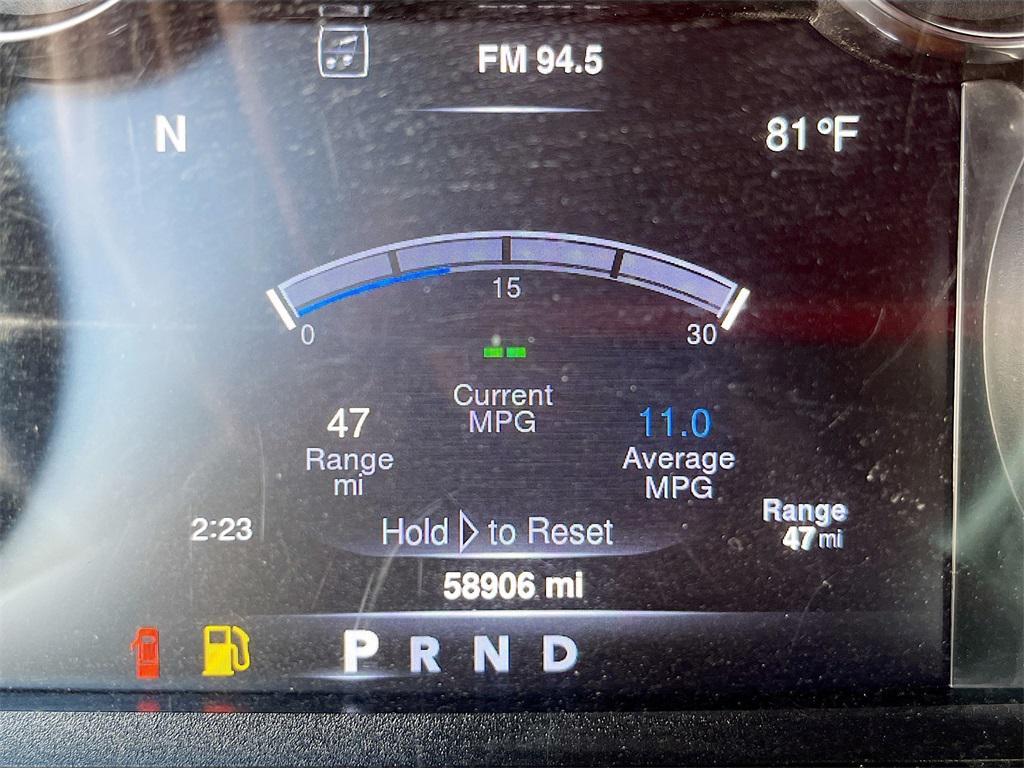 FM 94.5
N
81 °F
15
0
30
Current
MPG
47
Range
mi
11.0
Average
MPG
2:23
Hold ▷ to Reset
Range
47 mi
58906 mi
P R N D